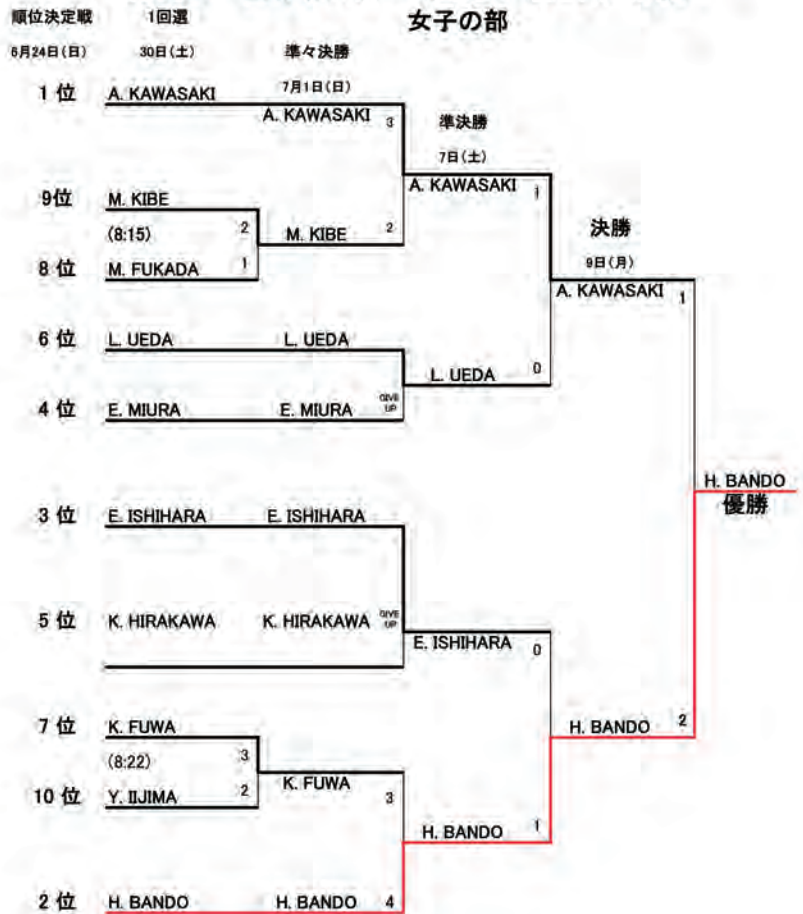 順位決定戦 1回選 女子の部
6月24日(日) 30日(土) 準々決勝
7月1日(日)
1 位 A. KAWASAKI
A. KAWASAKI 3 準決勝
7日(土)
A. KAWASAKI 1
9位 M. KIBE
(8:15) 2 M. KIBE 2 決勝
8 位 M. FUKADA 1 9日(月)
A. KAWASAKI 1
6 位 L. UEDA L. UEDA
L. UEDA 0
4 位 E. MIURA E. MIURA GIVE UP
H. BANDO
優勝
3 位 E. ISHIHARA E. ISHIHARA
5 位 K. HIRAKAWA K. HIRAKAWA GIVE UP
E. ISHIHARA 0
7 位 K. FUWA H. BANDO 2
(8:22) 3
K. FUWA 3
10 位 Y. IIJIMA 2
H. BANDO 1
2 位 H. BANDO H. BANDO 4